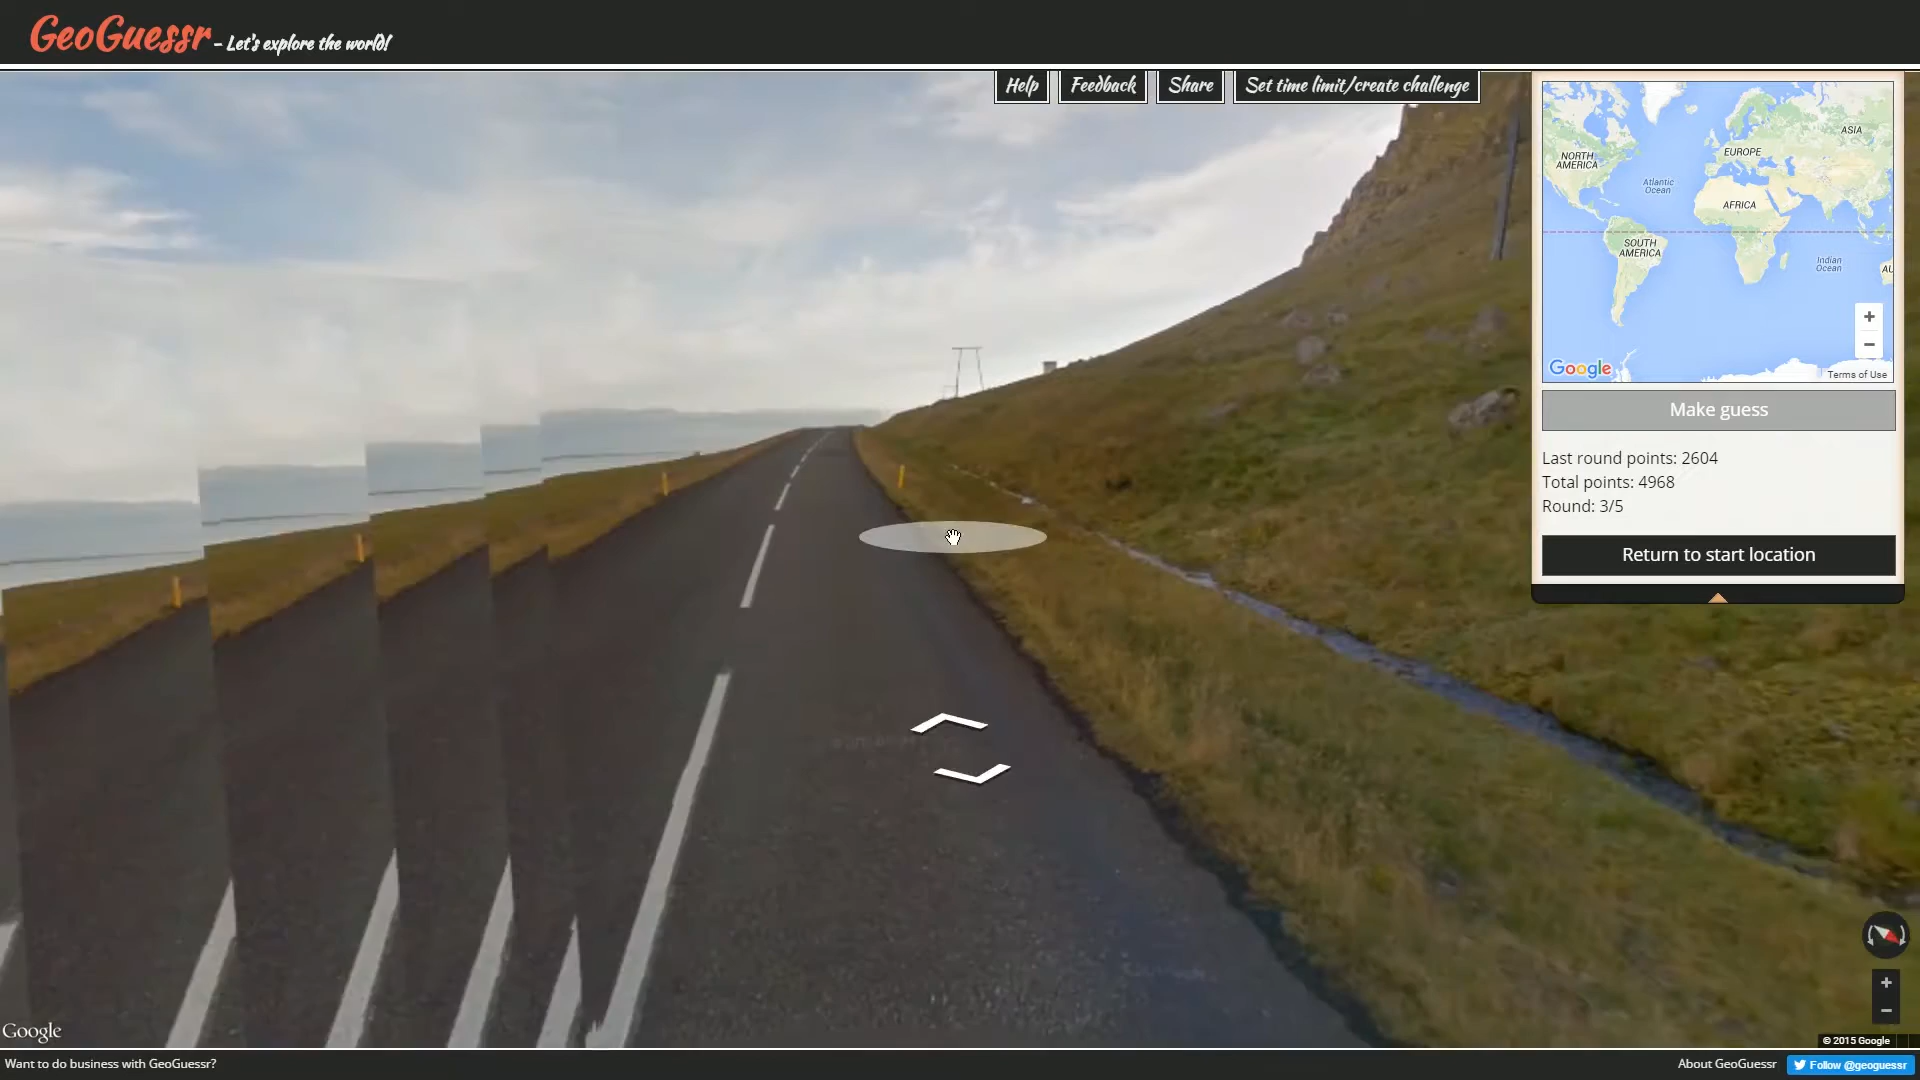 GeoGuessr - Let's explore the world!
Help
Feedback
Share
Set time limit/create challenge
NORTH
AMERICA
Atlantic
Ocean
EUROPE
ASIA
AFRICA
SOUTH
AMERICA
Indian
Ocean
AU
+
−
Google
Terms of Use
Make guess
Last round points: 2604
Total points: 4968
Round: 3/5
Return to start location
+
−
Google
© 2015 Google
Want to do business with GeoGuessr?
About GeoGuessr
Follow @geoguessr